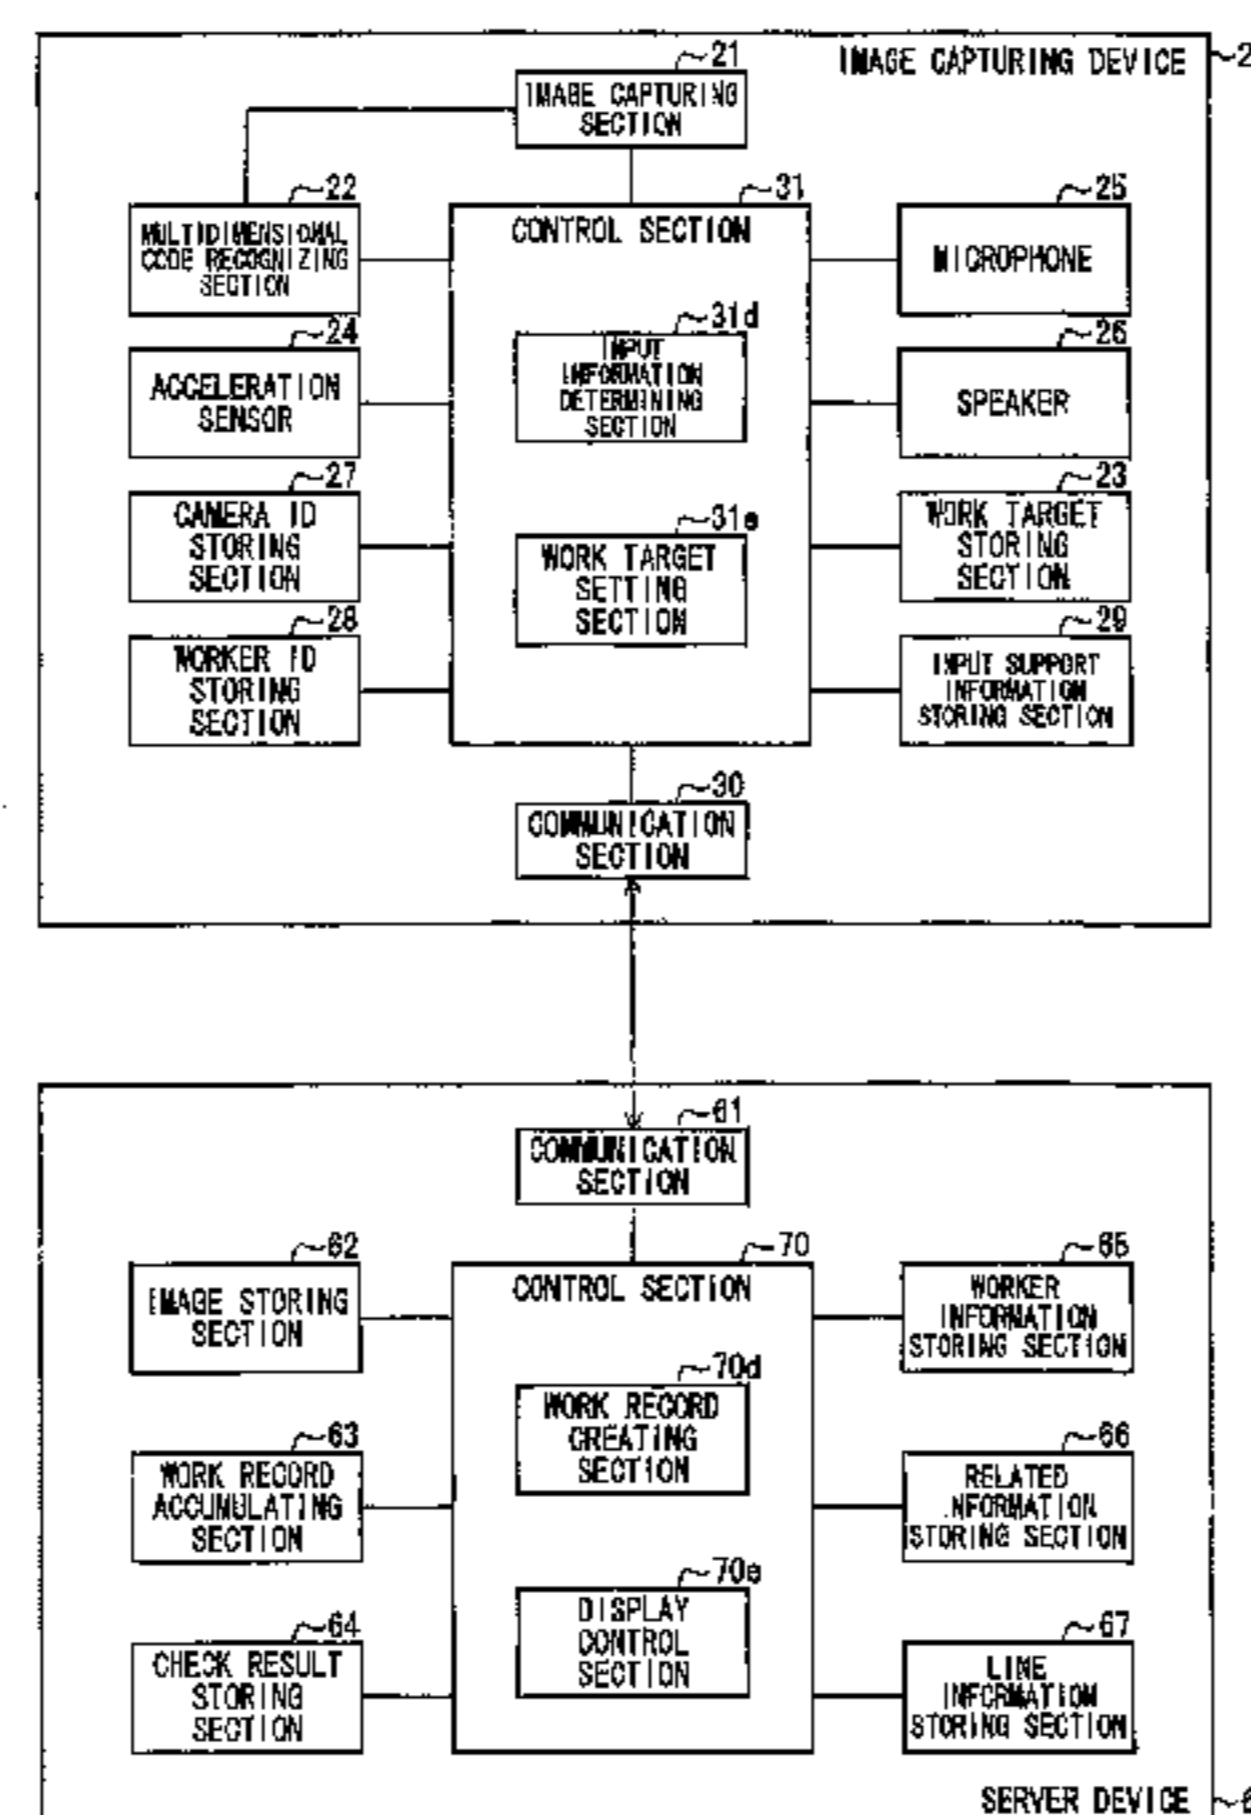 IMAGE CAPTURING DEVICE
2
21
IMAGE CAPTURING
SECTION
22
MULTIDIMENSIONAL
CODE RECOGNIZING
SECTION
31
CONTROL SECTION
25
MICROPHONE
24
ACCELERATION
SENSOR
31d
INPUT
INFORMATION
DETERMINING
SECTION
26
SPEAKER
27
CAMERA ID
STORING
SECTION
31e
WORK TARGET
SETTING
SECTION
23
WORK TARGET
STORING
SECTION
28
WORKER ID
STORING
SECTION
29
INPUT SUPPORT
INFORMATION
STORING SECTION
30
COMMUNICATION
SECTION
61
COMMUNICATION
SECTION
62
IMAGE STORING
SECTION
70
CONTROL SECTION
65
WORKER
INFORMATION
STORING SECTION
70d
WORK RECORD
CREATING
SECTION
63
WORK RECORD
ACCUMULATING
SECTION
66
RELATED
INFORMATION
STORING SECTION
70e
DISPLAY
CONTROL
SECTION
64
CHECK RESULT
STORING
SECTION
67
LINE
INFORMATION
STORING SECTION
SERVER DEVICE
6